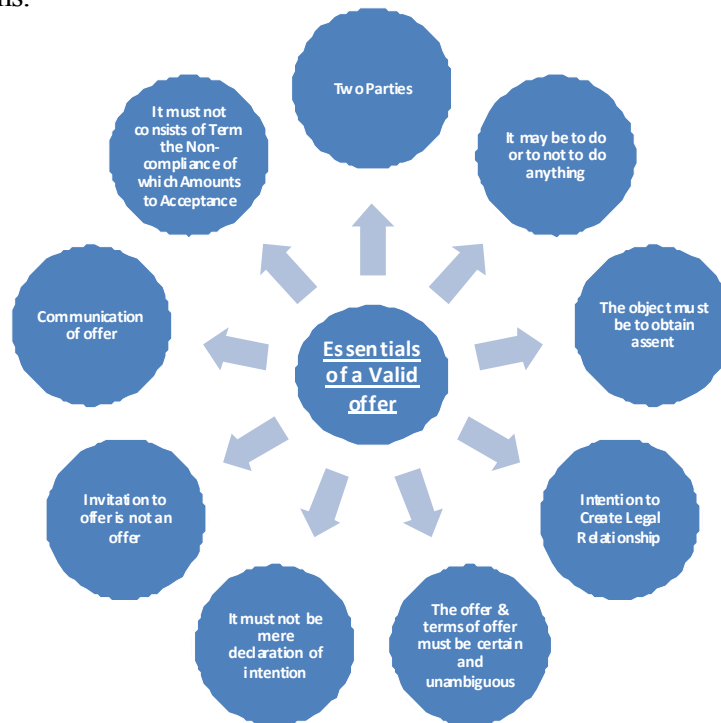 ns.
Two Parties
It may be to do
or to not to do
anything
The object must
be to obtain
assent
Intention to
Create Legal
Relationship
The offer &
terms of offer
must be certain
and
unambiguous
It must not be
mere
declaration of
intention
Invitation to
offer is not an
offer
Communication
of offer
It must not
consists of Term
the Non-
compliance of
which Amounts
to Acceptance
Essentials
of a Valid
offer